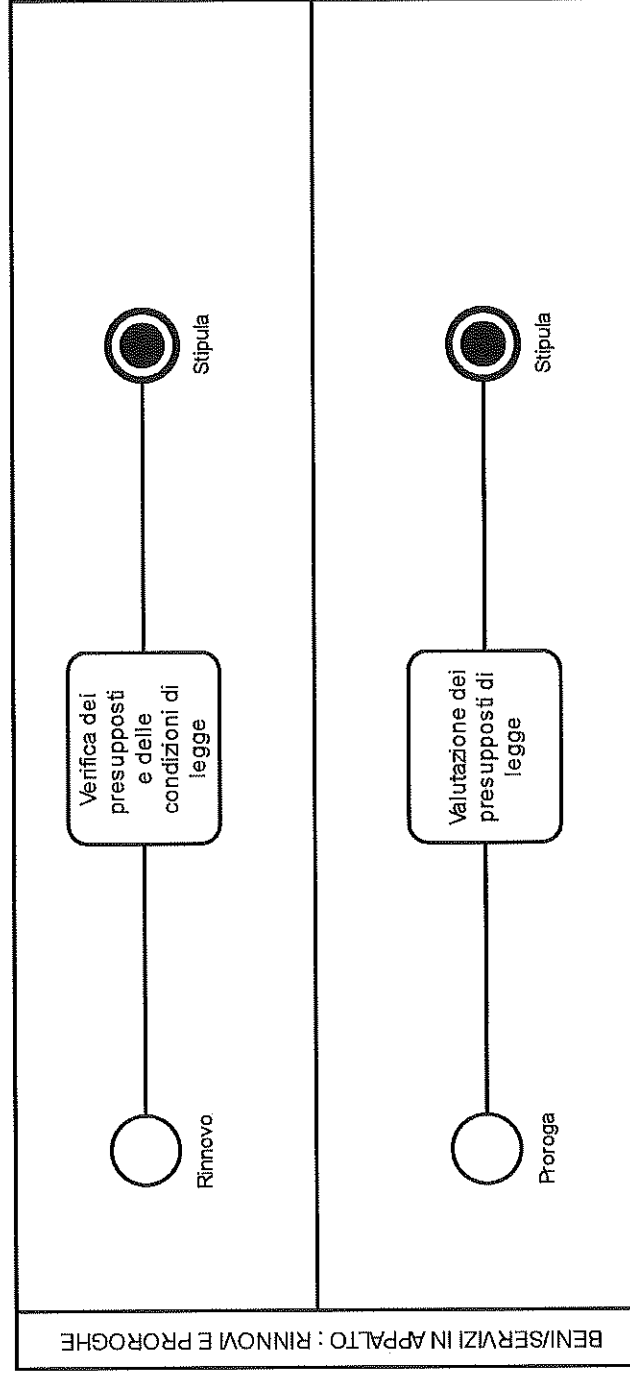 BENI/SERVIZI IN APPALTO : RINNOVI E PROROGHE
Rinnovo
Verifica dei
presupposti
e delle
condizioni di
legge
Stipula
Proroga
Valutazione dei
presupposti di
legge
Stipula